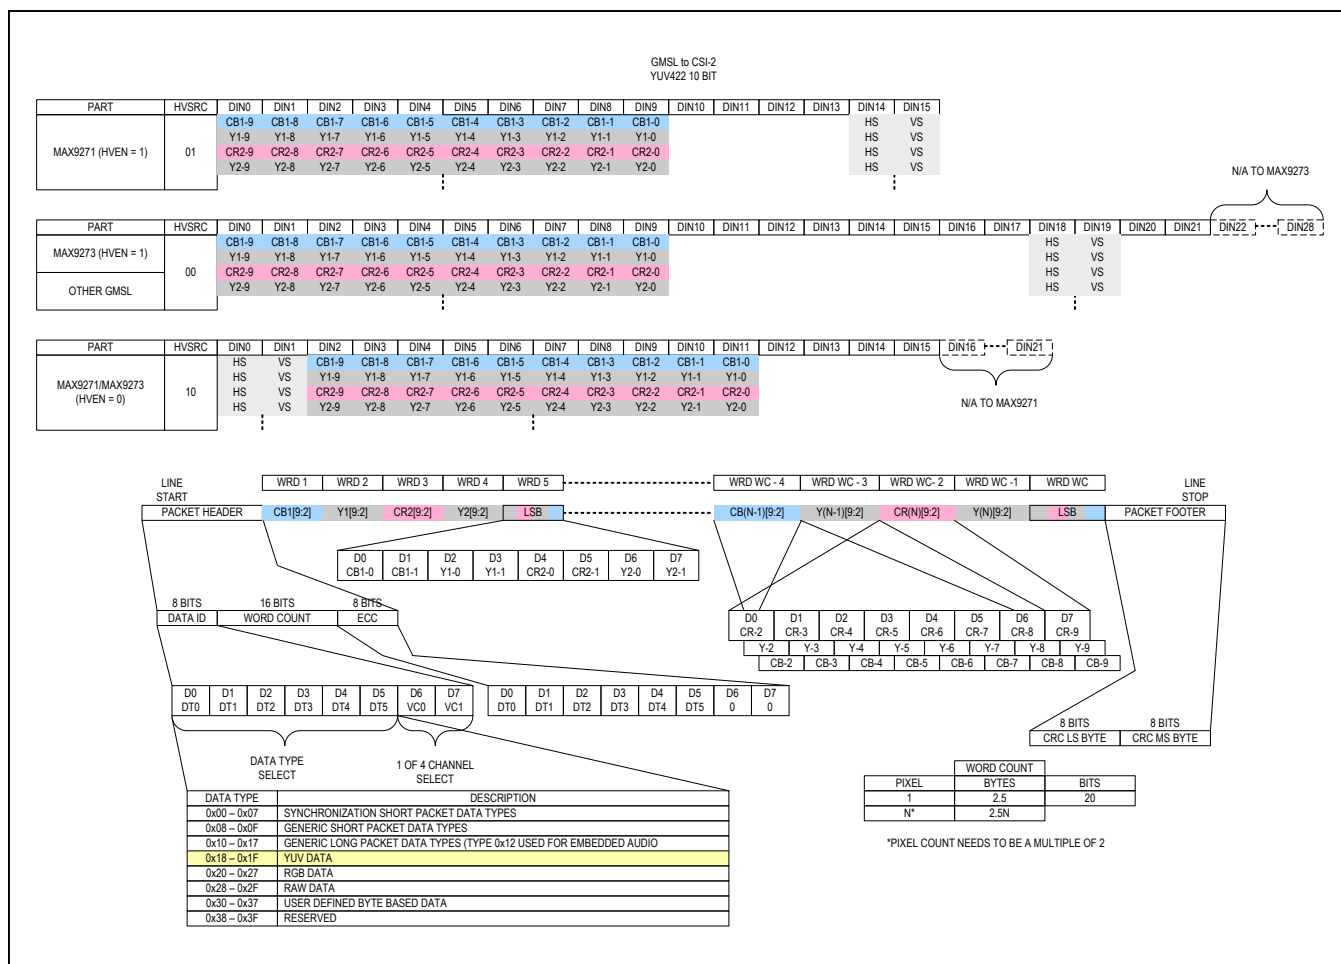 GMSL to CSI-2
YUV422 10 BIT
PART HVSRC DIN0 DIN1 DIN2 DIN3 DIN4 DIN5 DIN6 DIN7 DIN8 DIN9 DIN10 DIN11 DIN12 DIN13 DIN14 DIN15
CB1-9 CB1-8 CB1-7 CB1-6 CB1-5 CB1-4 CB1-3 CB1-2 CB1-1 CB1-0 HS VS
Y1-9 Y1-8 Y1-7 Y1-6 Y1-5 Y1-4 Y1-3 Y1-2 Y1-1 Y1-0 HS VS
MAX9271 (HVEN = 1) 01
CR2-9 CR2-8 CR2-7 CR2-6 CR2-5 CR2-4 CR2-3 CR2-2 CR2-1 CR2-0 HS VS
Y2-9 Y2-8 Y2-7 Y2-6 Y2-5 Y2-4 Y2-3 Y2-2 Y2-1 Y2-0 HS VS
N/A TO MAX9273
PART HVSRC DIN0 DIN1 DIN2 DIN3 DIN4 DIN5 DIN6 DIN7 DIN8 DIN9 DIN10 DIN11 DIN12 DIN13 DIN14 DIN15 DIN16 DIN17 DIN18 DIN19 DIN20 DIN21 DIN22 DIN28
CB1-9 CB1-8 CB1-7 CB1-6 CB1-5 CB1-4 CB1-3 CB1-2 CB1-1 CB1-0 HS VS
MAX9273 (HVEN = 1)
Y1-9 Y1-8 Y1-7 Y1-6 Y1-5 Y1-4 Y1-3 Y1-2 Y1-1 Y1-0 HS VS
00
CR2-9 CR2-8 CR2-7 CR2-6 CR2-5 CR2-4 CR2-3 CR2-2 CR2-1 CR2-0 HS VS
OTHER GMSL
Y2-9 Y2-8 Y2-7 Y2-6 Y2-5 Y2-4 Y2-3 Y2-2 Y2-1 Y2-0 HS VS
PART HVSRC DIN0 DIN1 DIN2 DIN3 DIN4 DIN5 DIN6 DIN7 DIN8 DIN9 DIN10 DIN11 DIN12 DIN13 DIN14 DIN15 DIN16 DIN21
HS VS CB1-9 CB1-8 CB1-7 CB1-6 CB1-5 CB1-4 CB1-3 CB1-2 CB1-1 CB1-0
HS VS Y1-9 Y1-8 Y1-7 Y1-6 Y1-5 Y1-4 Y1-3 Y1-2 Y1-1 Y1-0
MAX9271/MAX9273
(HVEN = 0)
10
HS VS CR2-9 CR2-8 CR2-7 CR2-6 CR2-5 CR2-4 CR2-3 CR2-2 CR2-1 CR2-0
HS VS Y2-9 Y2-8 Y2-7 Y2-6 Y2-5 Y2-4 Y2-3 Y2-2 Y2-1 Y2-0
N/A TO MAX9271
LINE
START
WRD 1 WRD 2 WRD 3 WRD 4 WRD 5 WRD WC - 4 WRD WC - 3 WRD WC- 2 WRD WC -1 WRD WC
LINE
STOP
PACKET HEADER CB1[9:2] Y1[9:2] CR2[9:2] Y2[9:2] LSB CB(N-1)[9:2] Y(N-1)[9:2] CR(N)[9:2] Y(N)[9:2] LSB PACKET FOOTER
D0 D1 D2 D3 D4 D5 D6 D7
CB1-0 CB1-1 Y1-0 Y1-1 CR2-0 CR2-1 Y2-0 Y2-1
8 BITS 16 BITS 8 BITS
DATA ID WORD COUNT ECC
D0 D1 D2 D3 D4 D5 D6 D7
CR-2 CR-3 CR-4 CR-5 CR-6 CR-7 CR-8 CR-9
Y-2 Y-3 Y-4 Y-5 Y-6 Y-7 Y-8 Y-9
CB-2 CB-3 CB-4 CB-5 CB-6 CB-7 CB-8 CB-9
D0 D1 D2 D3 D4 D5 D6 D7
DT0 DT1 DT2 DT3 DT4 DT5 VC0 VC1
D0 D1 D2 D3 D4 D5 D6 D7
DT0 DT1 DT2 DT3 DT4 DT5 0 0
8 BITS 8 BITS
CRC LS BYTE CRC MS BYTE
DATA TYPE
SELECT
1 OF 4 CHANNEL
SELECT
WORD COUNT
PIXEL BYTES BITS
1 2.5 20
N* 2.5N
*PIXEL COUNT NEEDS TO BE A MULTIPLE OF 2
DATA TYPE DESCRIPTION
0x00 – 0x07 SYNCHRONIZATION SHORT PACKET DATA TYPES
0x08 – 0x0F GENERIC SHORT PACKET DATA TYPES
0x10 – 0x17 GENERIC LONG PACKET DATA TYPES (TYPE 0x12 USED FOR EMBEDDED AUDIO
0x18 – 0x1F YUV DATA
0x20 – 0x27 RGB DATA
0x28 – 0x2F RAW DATA
0x30 – 0x37 USER DEFINED BYTE BASED DATA
0x38 – 0x3F RESERVED